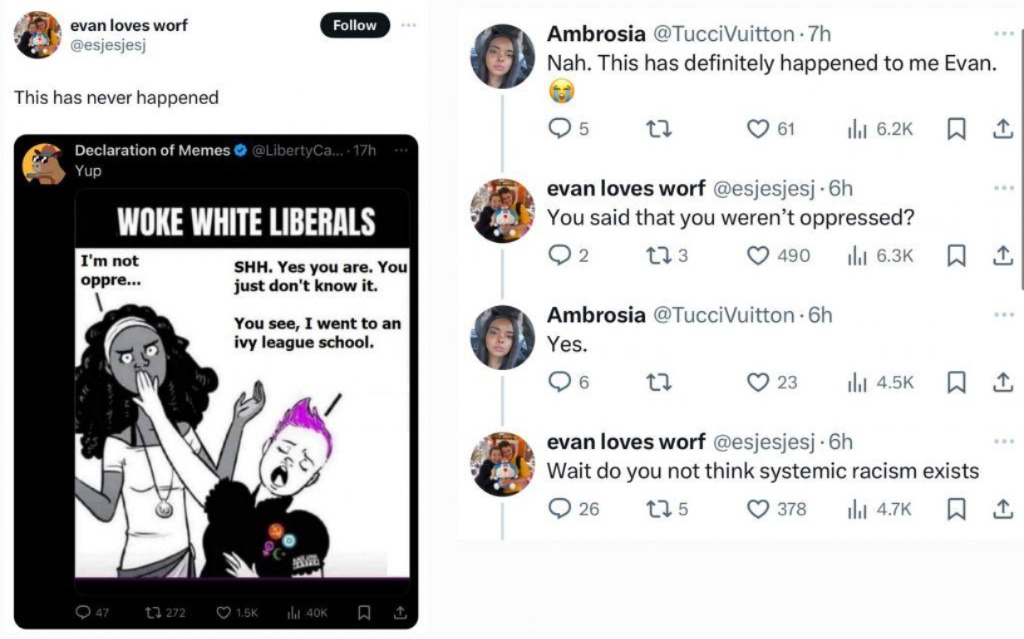 evan loves worf
@esjesjesj
Follow
This has never happened
Declaration of Memes @LibertyCa... · 17h
Yup
WOKE WHITE LIBERALS
I'm not
oppre...
SHH. Yes you are. You
just don't know it.
You see, I went to an
ivy league school.
47 272 1.5K 40K
Ambrosia @TucciVuitton · 7h
Nah. This has definitely happened to me Evan.
😭
5 61 6.2K
evan loves worf @esjesjesj · 6h
You said that you weren’t oppressed?
2 3 490 6.3K
Ambrosia @TucciVuitton · 6h
Yes.
6 23 4.5K
evan loves worf @esjesjesj · 6h
Wait do you not think systemic racism exists
26 5 378 4.7K